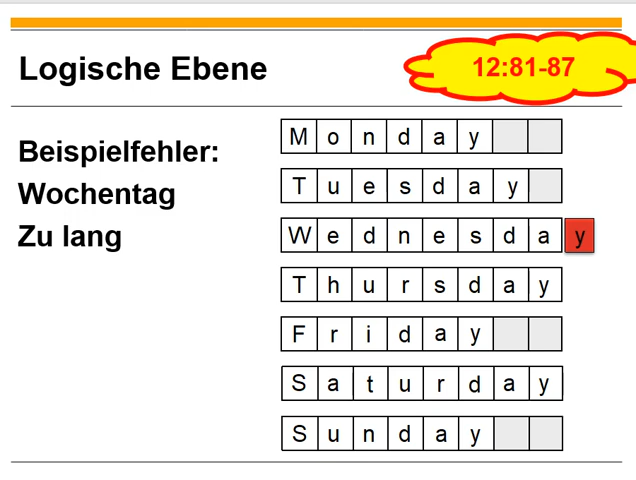 Logische Ebene
12:81-87
Beispielfehler:
Wochentag
Zu lang
Monday
Tuesday
Wednesday
Thursday
Friday
Saturday
Sunday